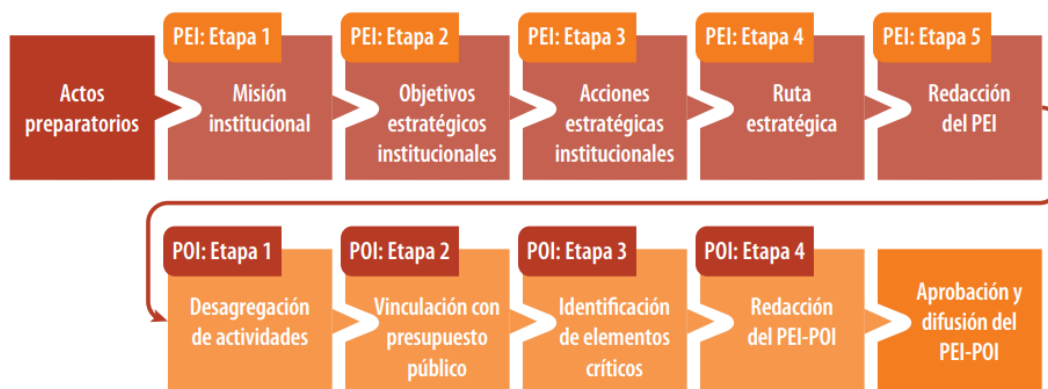 PEI: Etapa 1
PEI: Etapa 2
PEI: Etapa 3
PEI: Etapa 4
PEI: Etapa 5
Actos
preparatorios
Misión
institucional
Objetivos
estratégicos
institucionales
Acciones
estratégicas
institucionales
Ruta
estratégica
Redacción
del PEI
POI: Etapa 1
POI: Etapa 2
POI: Etapa 3
POI: Etapa 4
Desagregación
de actividades
Vinculación con
presupuesto
público
Identificación
de elementos
críticos
Redacción
del PEI-POI
Aprobación y
difusión del
PEI-POI